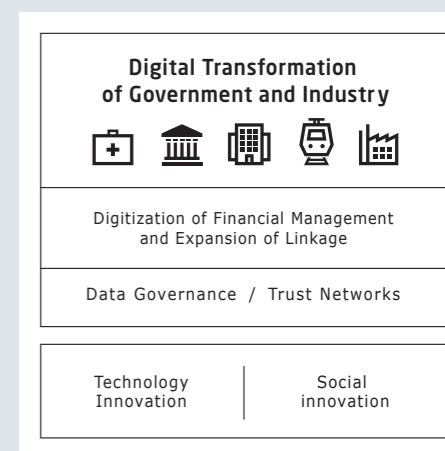 Digital Transformation
of Government and Industry
Digitization of Financial Management
and Expansion of Linkage
Data Governance / Trust Networks
Technology
Innovation
Social
innovation